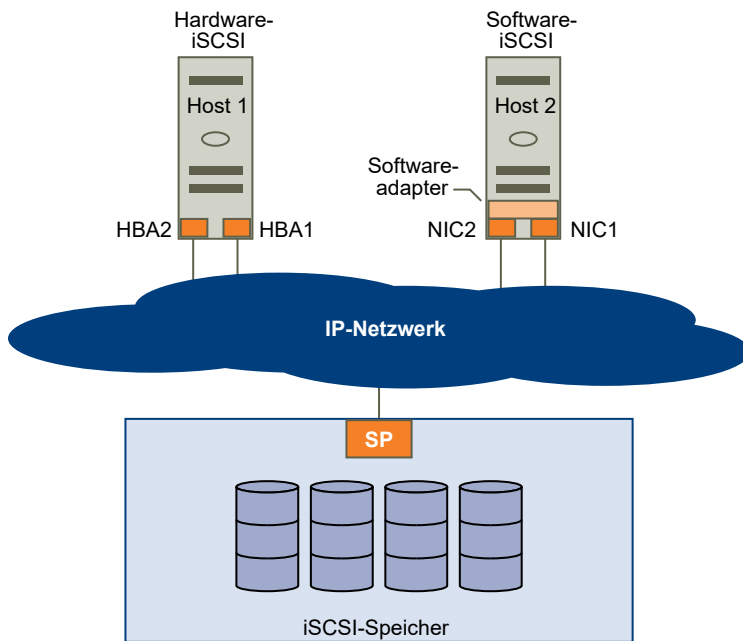 Hardware-
iSCSI
Software-
iSCSI
Host 1
Host 2
Software-
adapter
HBA2
HBA1
NIC2
NIC1
IP-Netzwerk
SP
iSCSI-Speicher